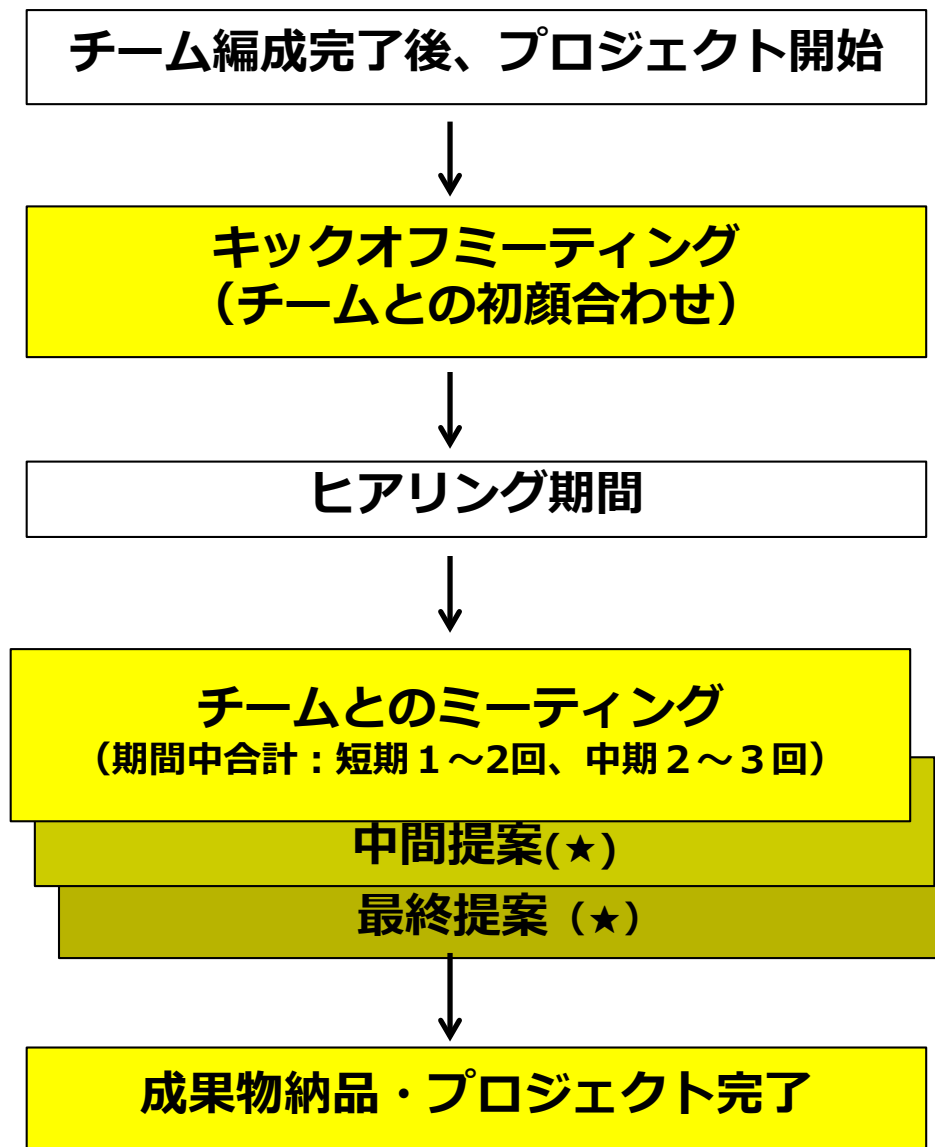 チーム編成完了後、プロジェクト開始
キックオフミーティング
（チームとの初顔合わせ）
ヒアリング期間
チームとのミーティング
（期間中合計：短期１～2回、中期２～３回）
中間提案(★)
最終提案（★）
成果物納品・プロジェクト完了